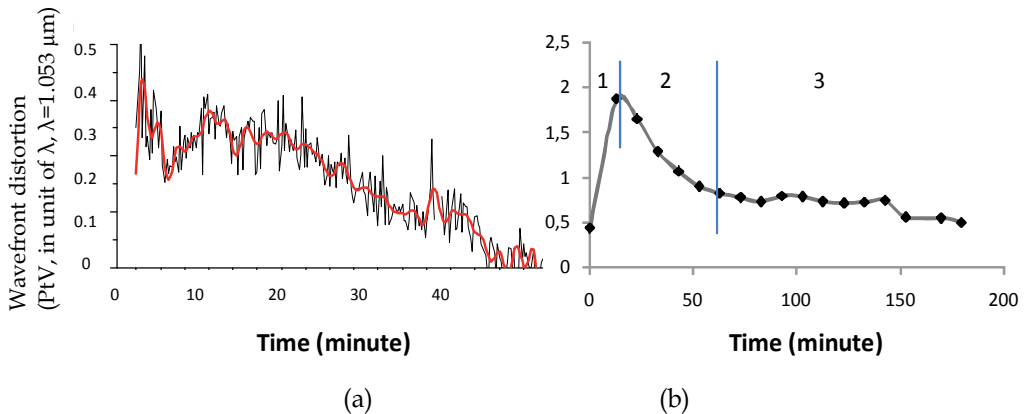 Wavefront distortion
(PtV, in unit of λ, λ=1.053 μm)
0.5
0.4
0.3
0.2
0.1
0
0 10 20 30 40
Time (minute)
(a)
2,5
2
1,5
1
0,5
0
1 2 3
0 50 100 150 200
Time (minute)
(b)